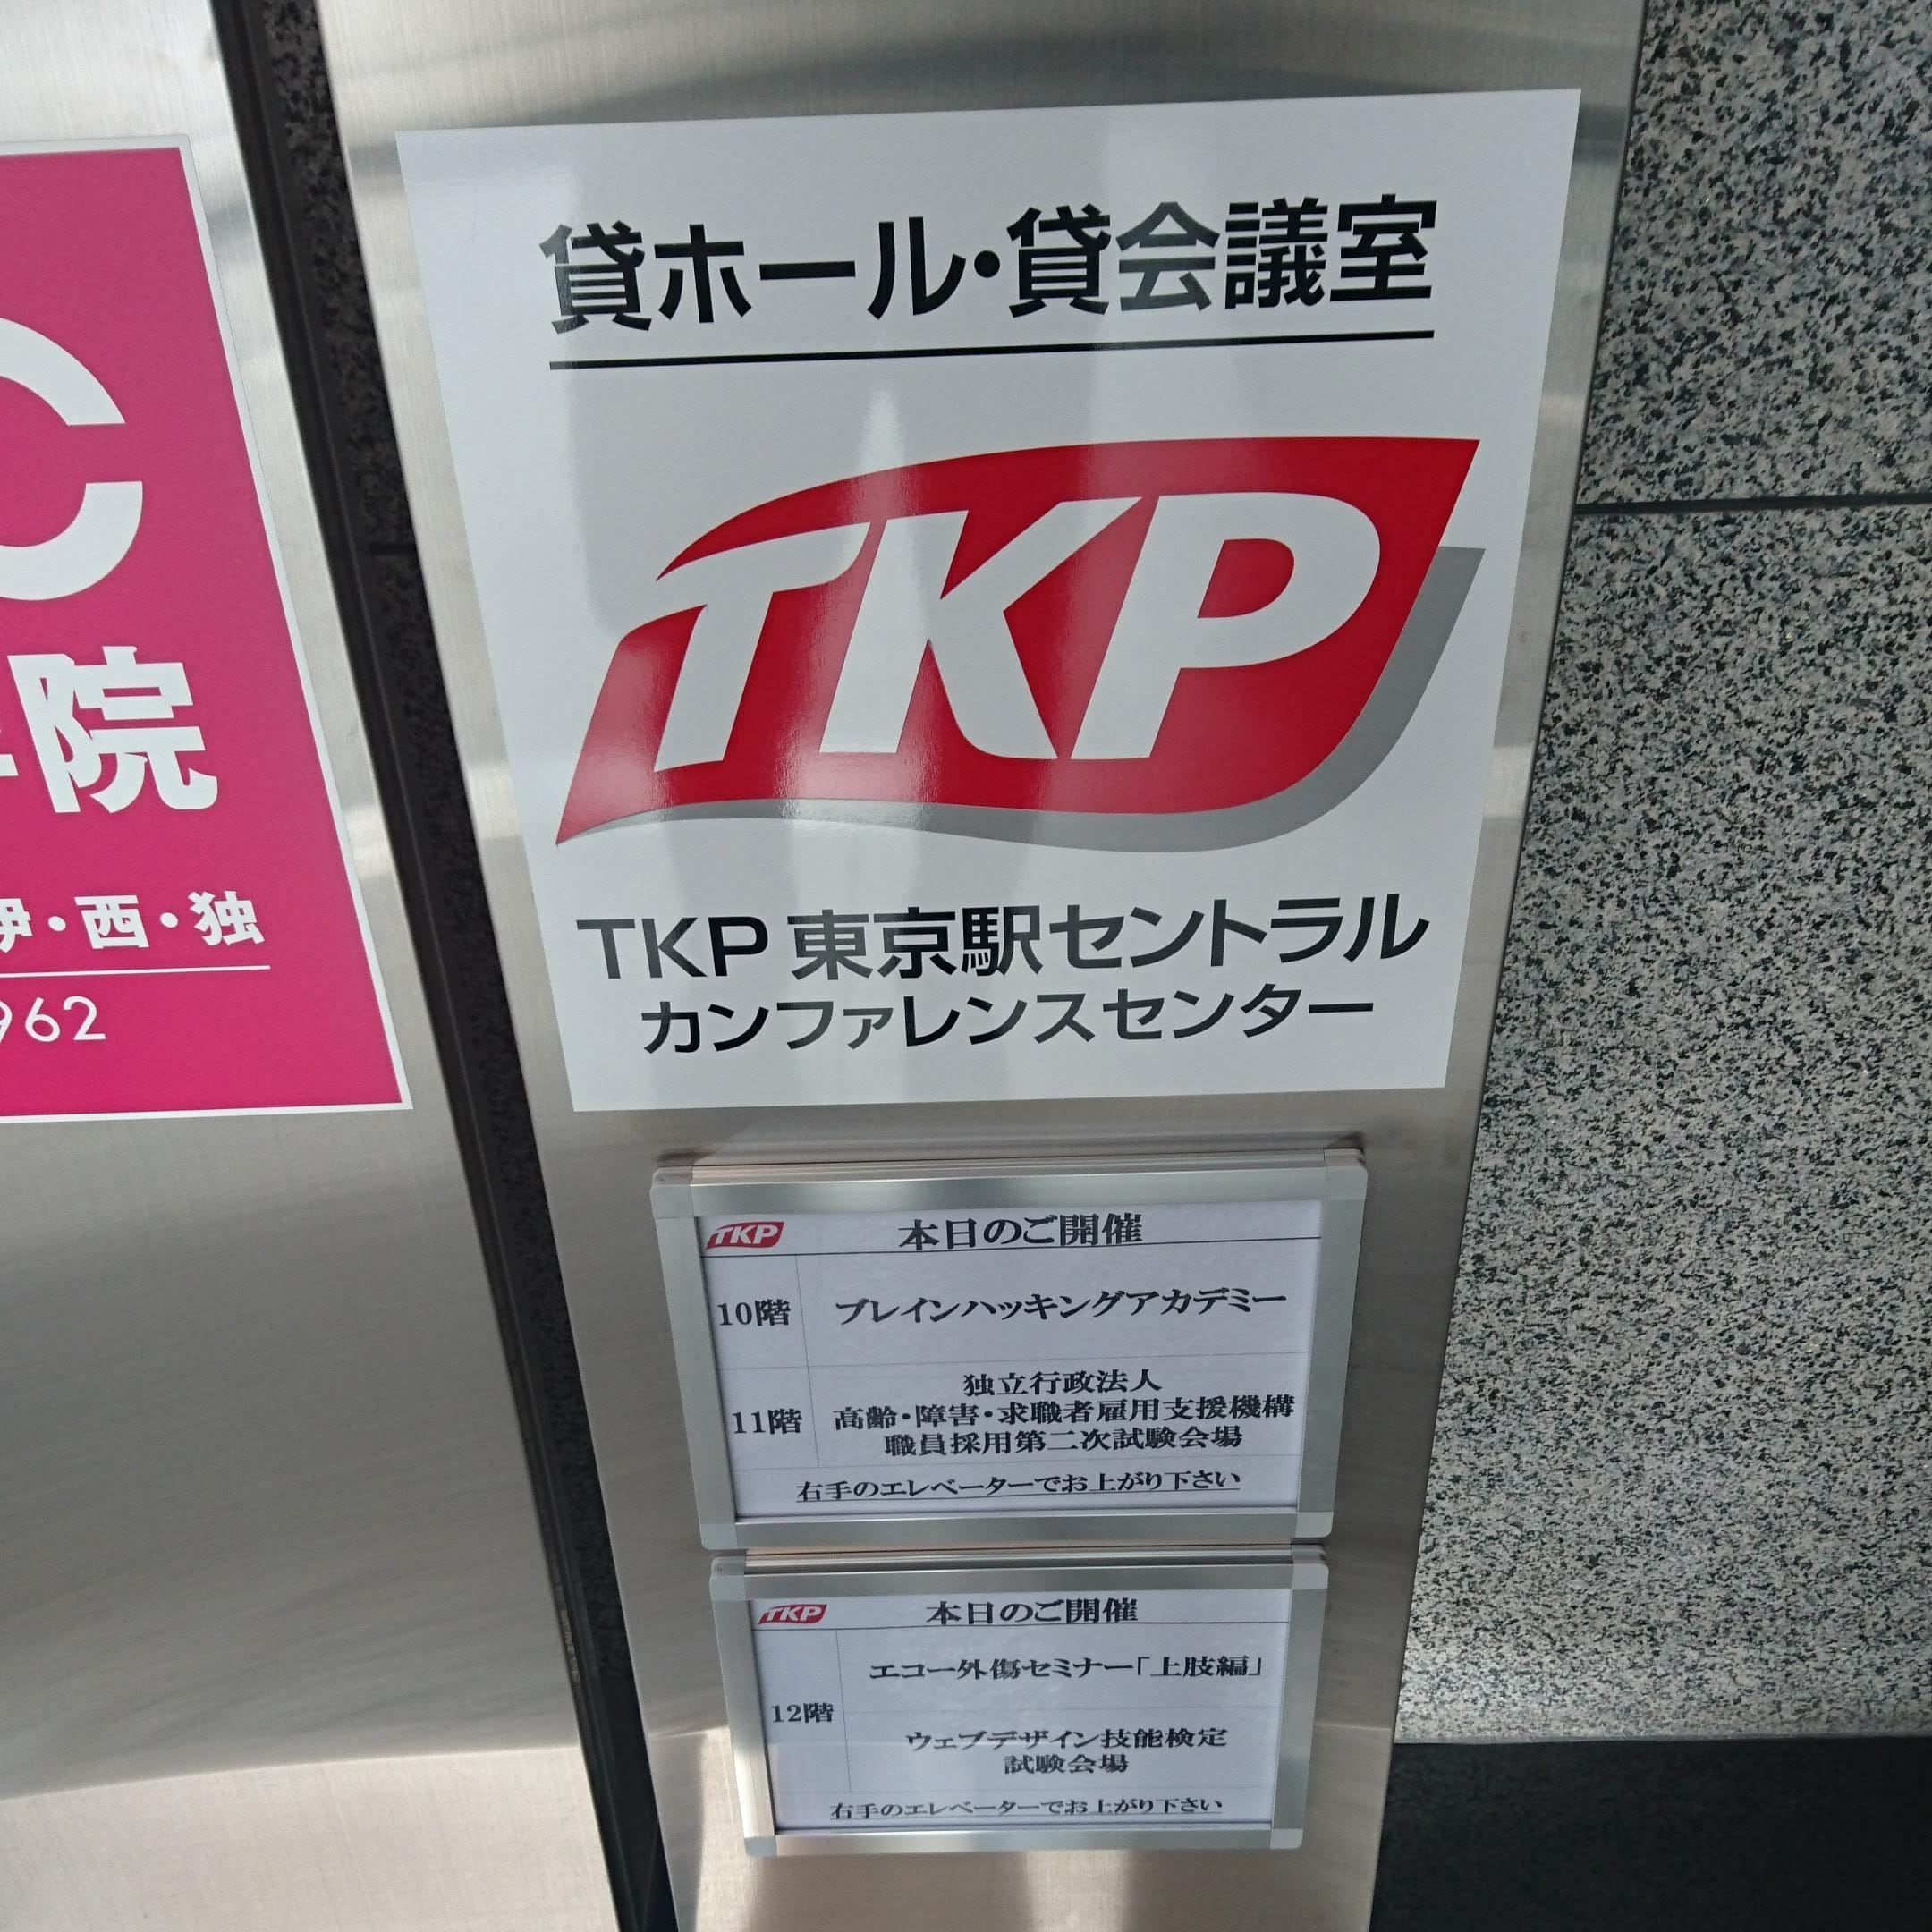 C
院
伊・西・独
962
貸ホール・貸会議室
TKP
TKP 東京駅セントラル
カンファレンスセンター
TKP 本日のご開催
10階 ブレインハッキングアカデミー
独立行政法人
11階 高齢・障害・求職者雇用支援機構
職員採用第二次試験会場
右手のエレベーターでお上がり下さい
TKP 本日のご開催
エコー外傷セミナー「上肢編」
12階
ウェブデザイン技能検定
試験会場
右手のエレベーターでお上がり下さい